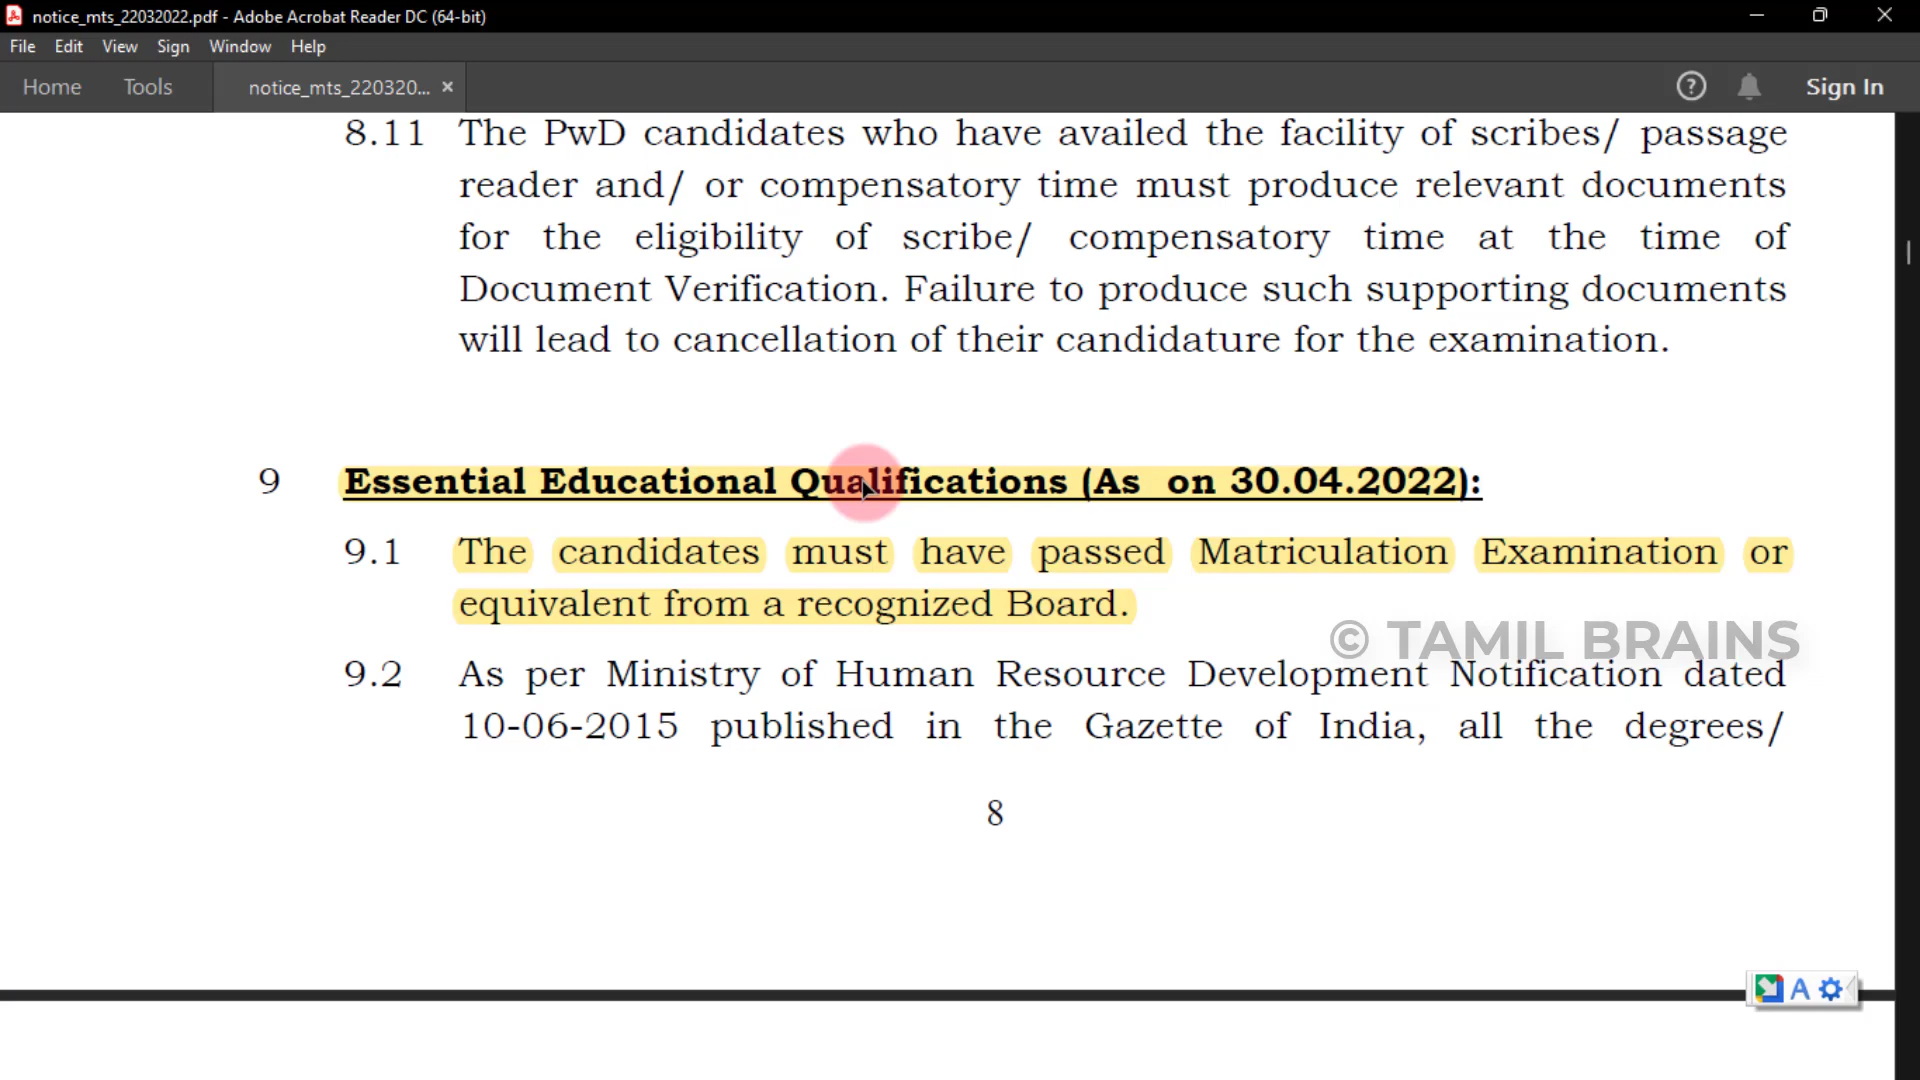 notice_mts_22032022.pdf - Adobe Acrobat Reader DC (64-bit)
File Edit View Sign Window Help
Home Tools notice_mts_220320... × Sign In
8.11 The PwD candidates who have availed the facility of scribes/ passage
reader and/ or compensatory time must produce relevant documents
for the eligibility of scribe/ compensatory time at the time of
Document Verification. Failure to produce such supporting documents
will lead to cancellation of their candidature for the examination.
9 Essential Educational Qualifications (As on 30.04.2022):
9.1 The candidates must have passed Matriculation Examination or
equivalent from a recognized Board.
© TAMIL BRAINS
9.2 As per Ministry of Human Resource Development Notification dated
10-06-2015 published in the Gazette of India, all the degrees/
8
A